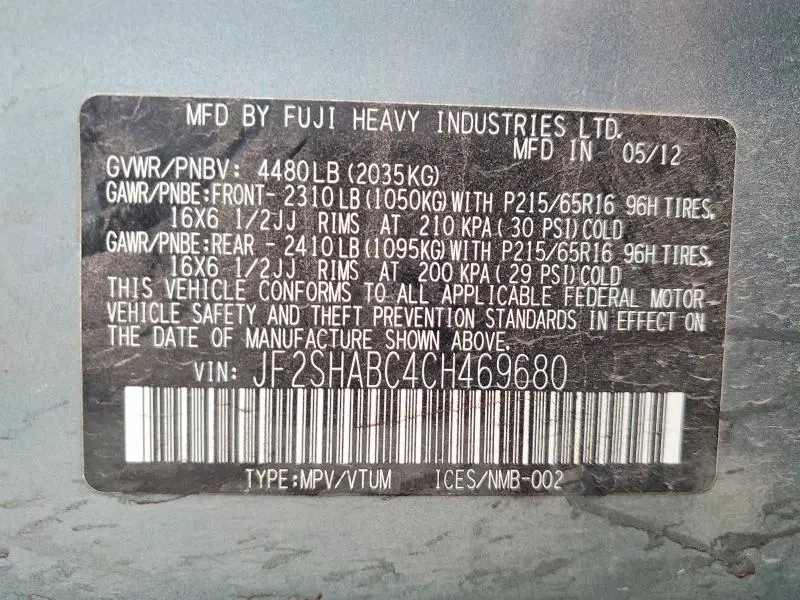 MFD BY FUJI HEAVY INDUSTRIES LTD.
MFD IN 05/12
GVWR/PNBV: 4480LB(2035KG)
GAWR/PNBE:FRONT- 2310LB(1050KG)WITH P215/65R16 96H TIRES,
16X6 1/2JJ RIMS AT 210KPA(30 PSI)COLD
GAWR/PNBE:REAR - 2410LB(1095KG)WITH P215/65R16 96H TIRES,
16X6 1/2JJ RIMS AT 200KPA(29 PSI)COLD
THIS VEHICLE CONFORMS TO ALL APPLICABLE FEDERAL MOTOR
VEHICLE SAFETY AND THEFT PREVENTION STANDARDS IN EFFECT ON
THE DATE OF MANUFACTURE SHOWN ABOVE.
VIN: JF2SHABC4CH469680
TYPE:MPV/VTUM ICES/NMB-002